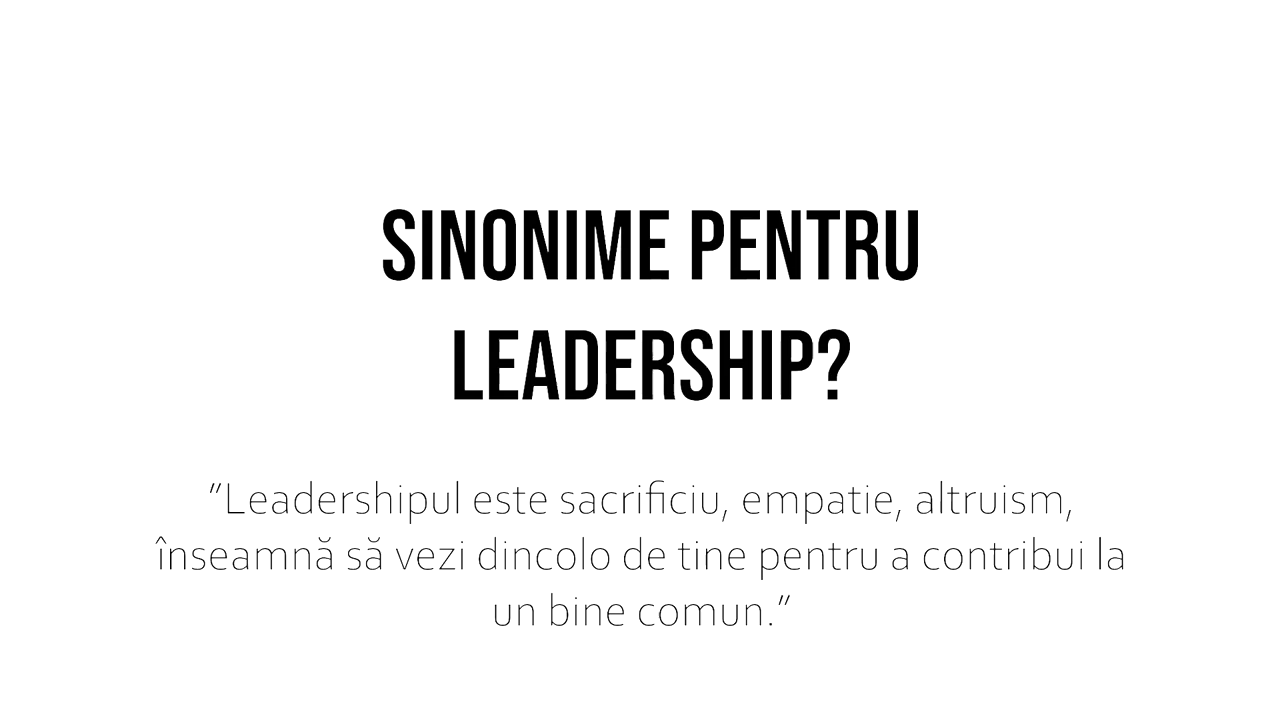 SINONIME PENTRU
LEADERSHIP?
"Leadershipul este sacrificiu, empatie, altruism,
înseamnă să vezi dincolo de tine pentru a contribui la
un bine comun."